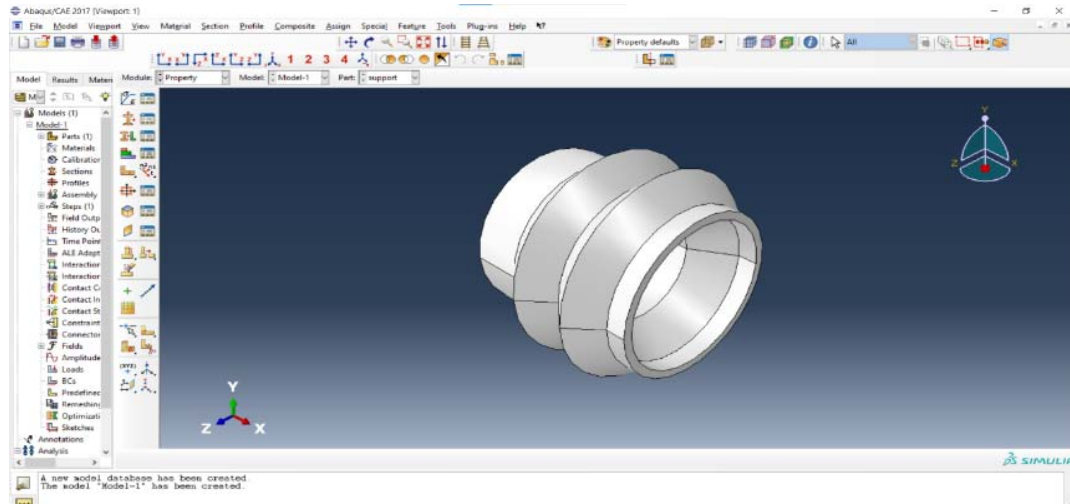 Abaqus/CAE 2017 [Viewport: 1]
File Model Viewport View Material Section Profile Composite Assign Special Feature Tools Plug-ins Help
Property defaults All
1 2 3 4
Model Results Materi Module: Property Model: Model-1 Part: support
Models (1)
Model-1
Parts (1)
Materials
Calibration
Sections
Profiles
Assembly
Steps (1)
Field Outp
History Ou
Time Point
ALE Adapt
Interaction
Interaction
Contact Co
Contact In
Contact St
Constraint
Connector
Fields
Amplitude
Loads
BCs
Predefined
Remeshing
Optimizati
Sketches
Annotations
Analysis
Y
Z X
Y
Z X
SIMULIA
A new model database has been created.
The model "Model-1" has been created.